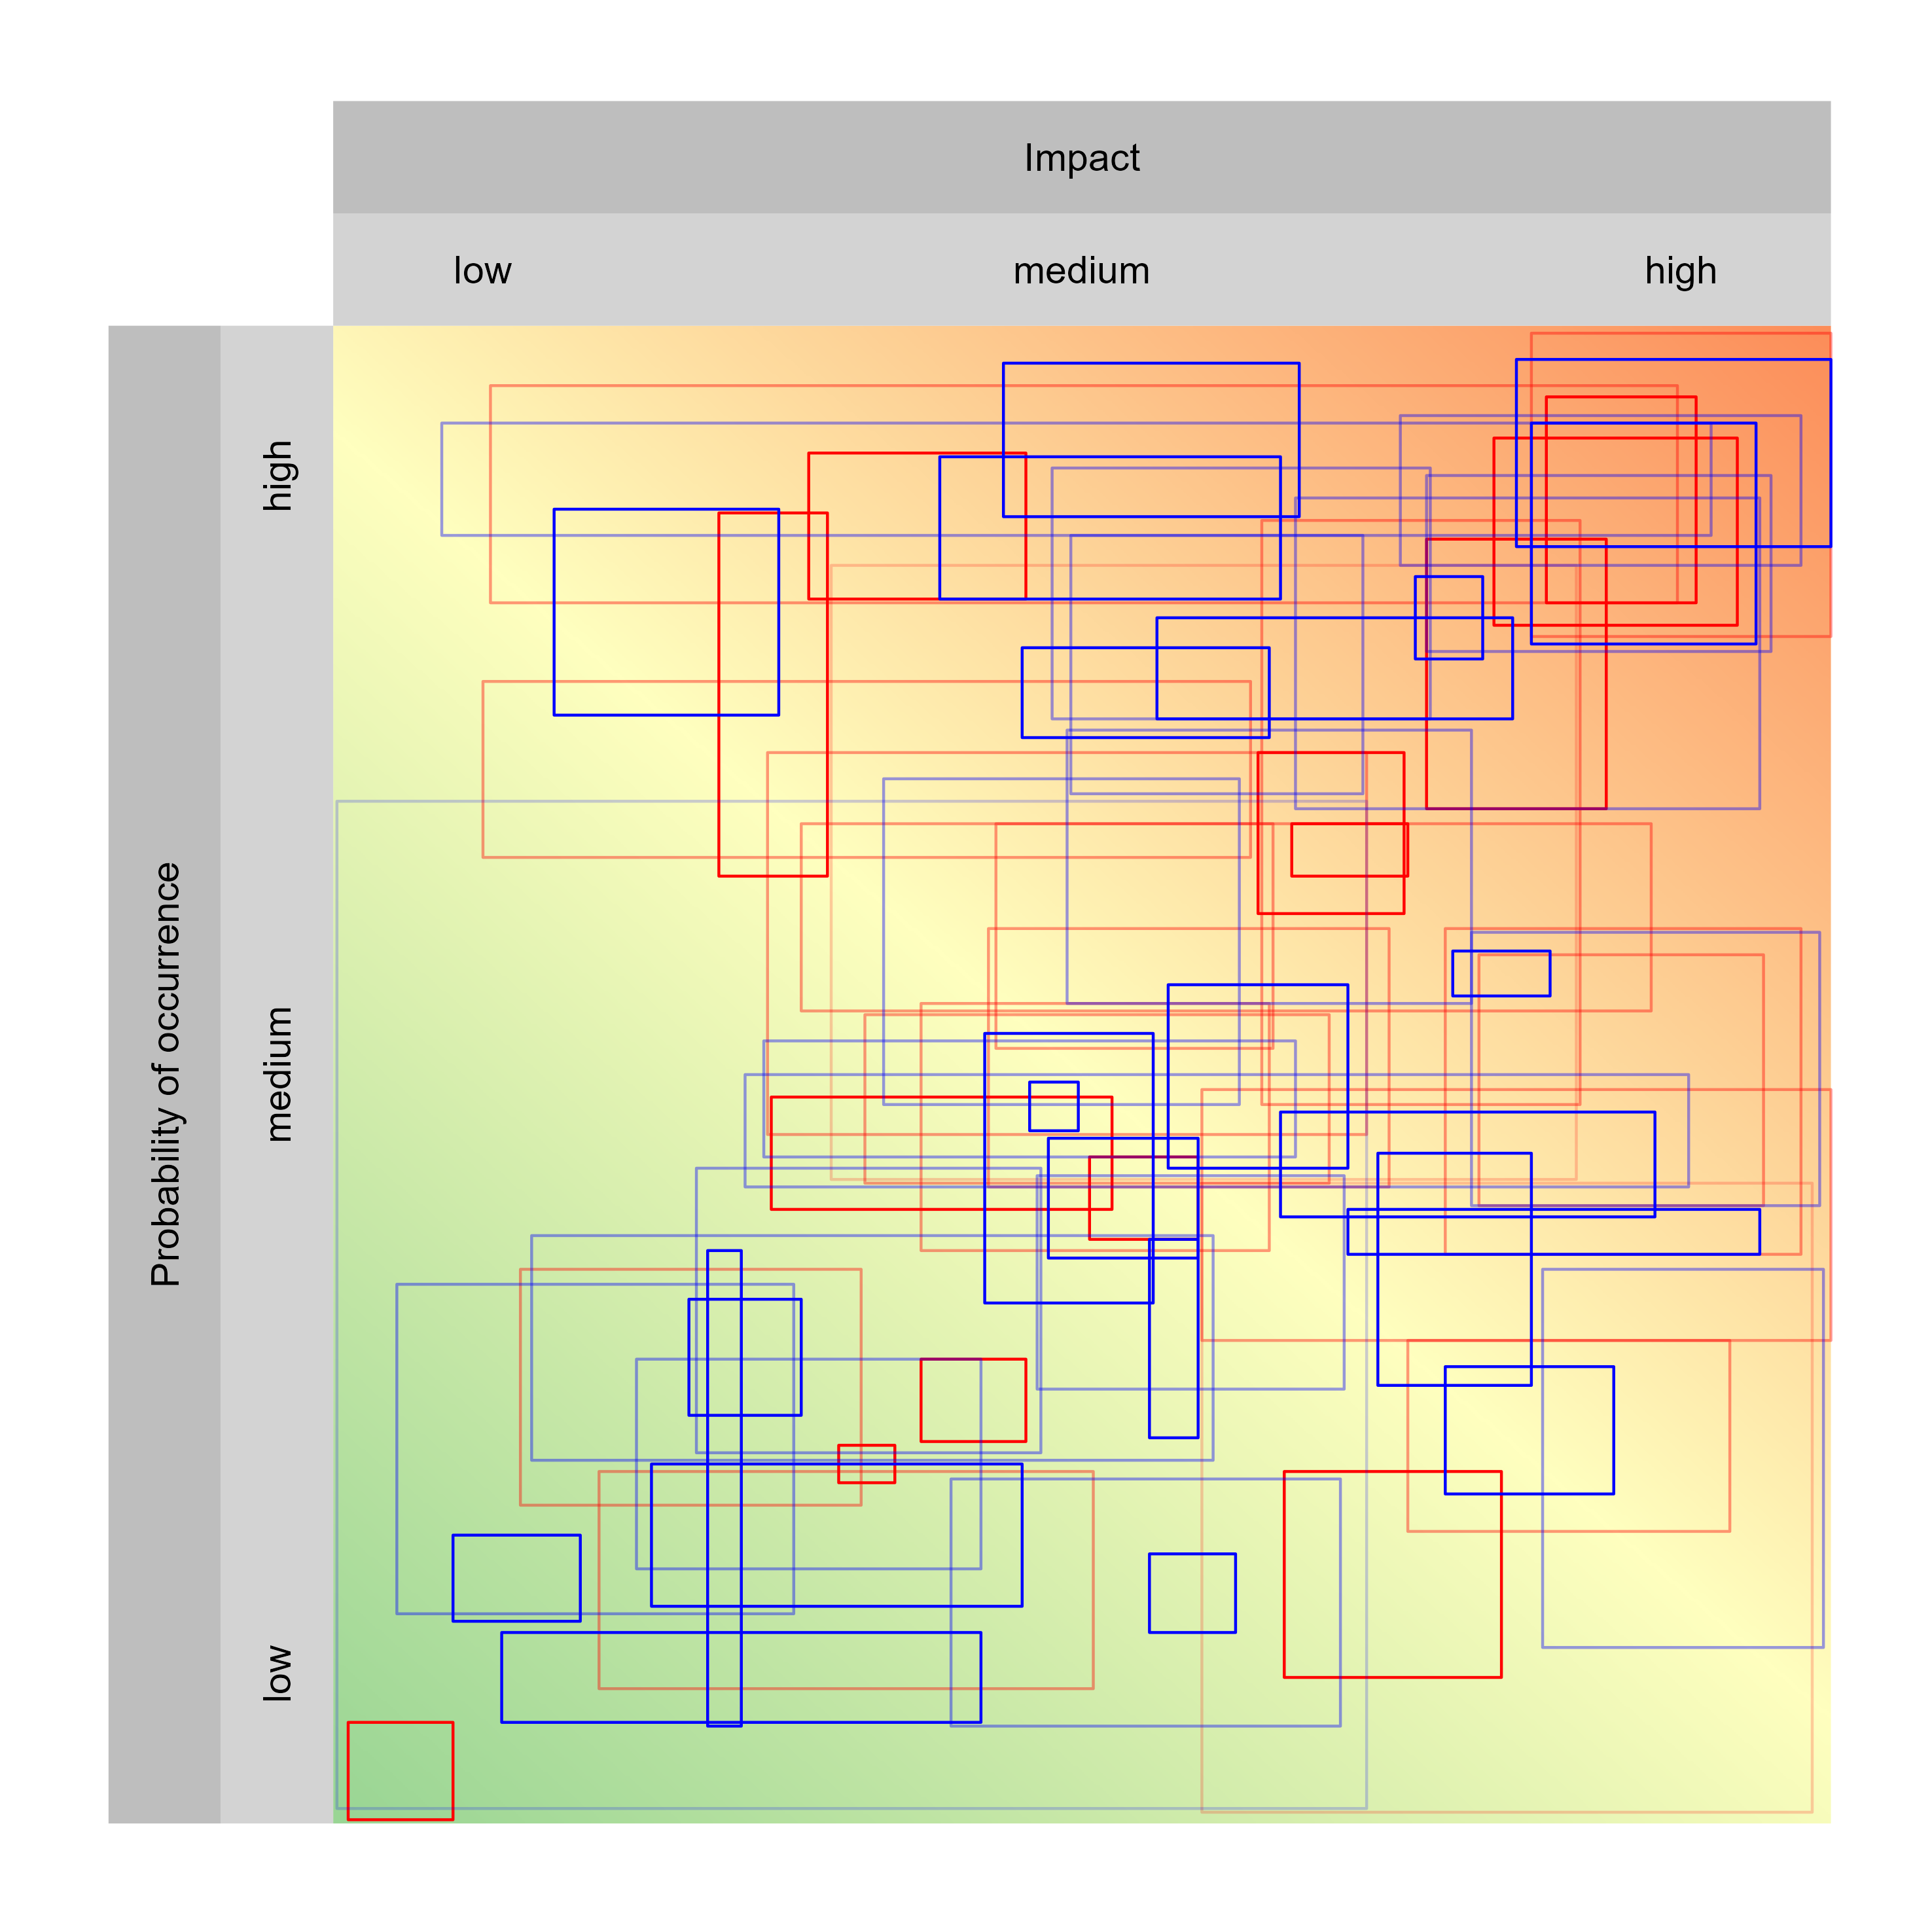 Impact
low
medium
high
Probability of occurrence
high
medium
low